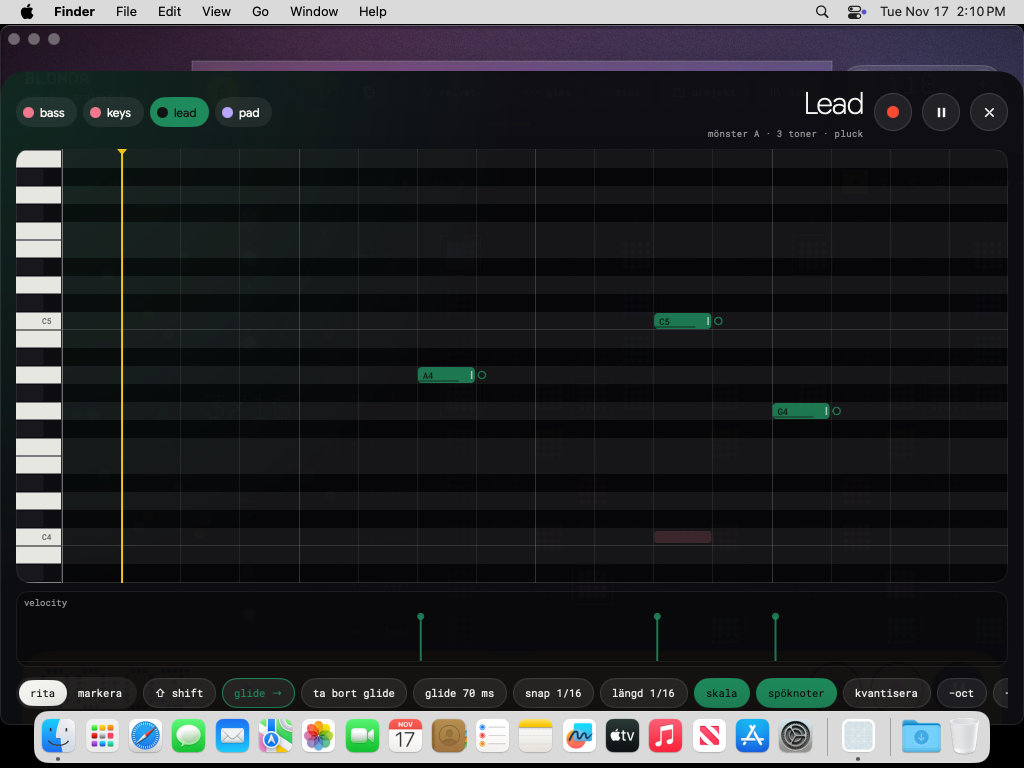 Finder File Edit View Go Window Help Tue Nov 17 2:10 PM
BLONDA
bass keys lead pad
Lead
mönster A · 3 toner · pluck
C5
C5
A4
G4
C4
velocity
rita markera ⇧ shift glide → ta bort glide glide 70 ms snap 1/16 längd 1/16 skala spöknoter kvantisera -oct
NOV
17
tv